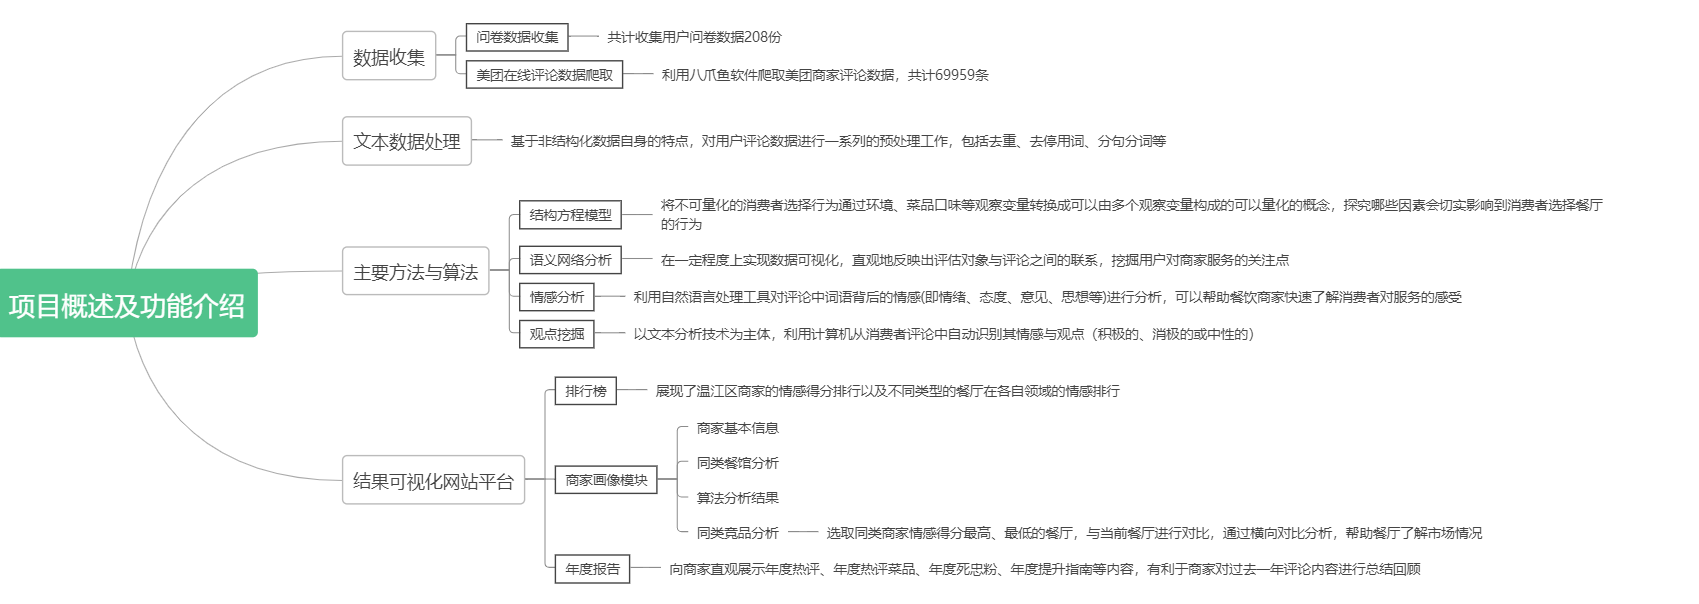 项目概述及功能介绍
数据收集
问卷数据收集
共计收集用户问卷数据208份
美团在线评论数据爬取
利用八爪鱼软件爬取美团商家评论数据，共计69959条
文本数据处理
基于非结构化数据自身的特点，对用户评论数据进行一系列的预处理工作，包括去重、去停用词、分句分词等
主要方法与算法
结构方程模型
将不可量化的消费者选择行为通过环境、菜品口味等观察变量转换成可以由多个观察变量构成的可以量化的概念，探究哪些因素会切实影响到消费者选择餐厅
的行为
语义网络分析
在一定程度上实现数据可视化，直观地反映出评估对象与评论之间的联系，挖掘用户对商家服务的关注点
情感分析
利用自然语言处理工具对评论中词语背后的情感(即情绪、态度、意见、思想等)进行分析，可以帮助餐饮商家快速了解消费者对服务的感受
观点挖掘
以文本分析技术为主体，利用计算机从消费者评论中自动识别其情感与观点（积极的、消极的或中性的）
结果可视化网站平台
排行榜
展现了温江区商家的情感得分排行以及不同类型的餐厅在各自领域的情感排行
商家画像模块
商家基本信息
同类餐馆分析
算法分析结果
同类竞品分析
选取同类商家情感得分最高、最低的餐厅，与当前餐厅进行对比，通过横向对比分析，帮助餐厅了解市场情况
年度报告
向商家直观展示年度热评、年度热评菜品、年度死忠粉、年度提升指南等内容，有利于商家对过去一年评论内容进行总结回顾